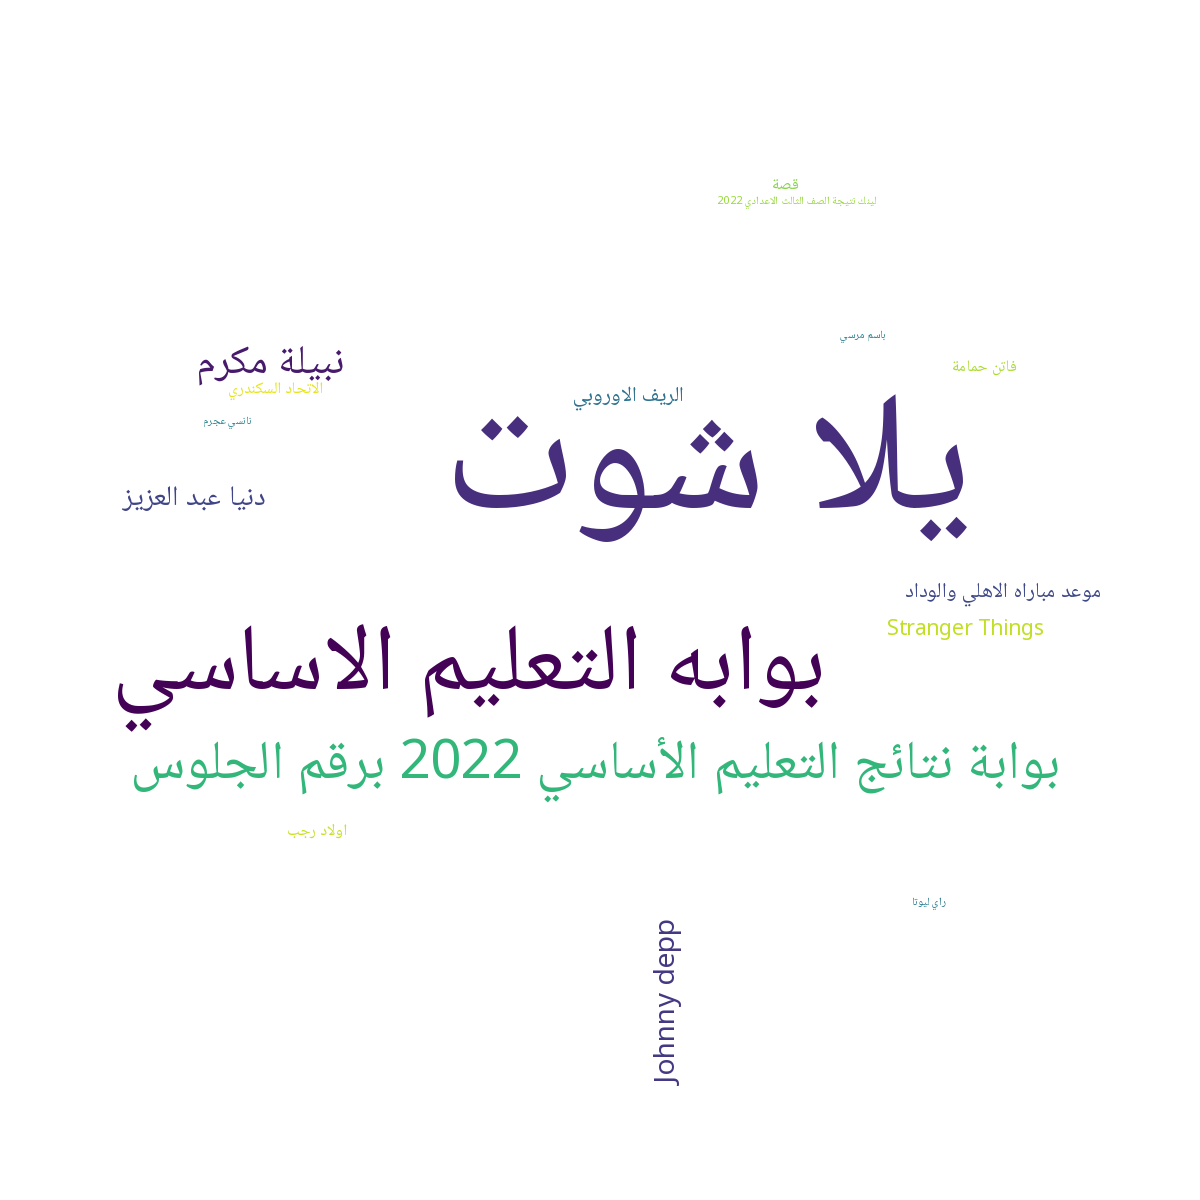 قصة
لينك نتيجة الصف الثالث الاعدادي 2022
باسم مرسي
نبيلة مكرم
فاتن حمامة
الاتحاد السكندري
الريف الاوروبي
نانسي عجرم
يلا شوت
دنيا عبد العزيز
موعد مباراه الاهلي والوداد
Stranger Things
بوابه التعليم الاساسي
بوابة نتائج التعليم الأساسي 2022 برقم الجلوس
اولاد رجب
راي ليوتا
Johnny depp